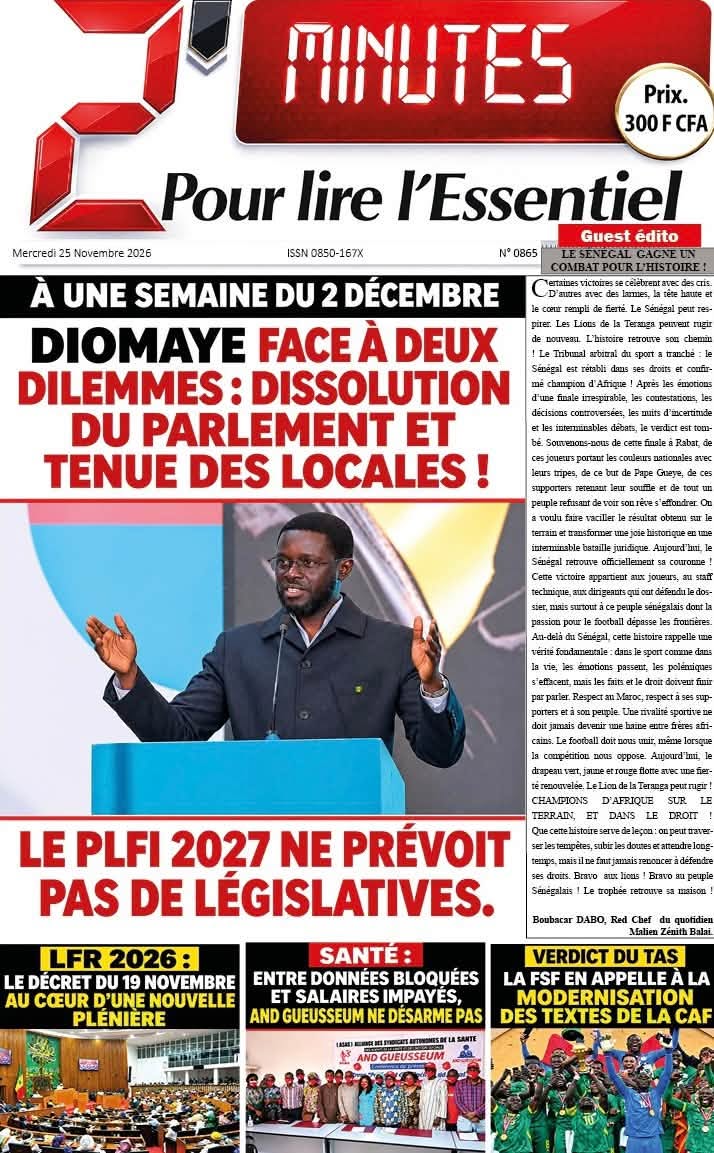 2' MINUTES
Prix.
300 F CFA
Pour lire l'Essentiel
Mercredi 25 Novembre 2026
ISSN 0850-167X
N° 0865
Guest édito
LE SÉNÉGAL GAGNE UN
COMBAT POUR L'HISTOIRE !
Certaines victoires se célèbrent avec des cris.
D'autres avec des larmes, la tête haute et
le cœur rempli de fierté. Le Sénégal peut res-
pirer. Les Lions de la Teranga peuvent rugir
de nouveau. L'histoire retrouve son chemin
! Le Tribunal arbitral du sport a tranché : le
Sénégal est rétabli dans ses droits et confir-
mé champion d'Afrique ! Après les émotions
d'une finale irrespirable, les contestations, les
décisions controversées, les nuits d'incertitude
et les interminables débats, le verdict est tom-
bé. Souvenons-nous de cette finale à Rabat, de
ces joueurs portant les couleurs nationales avec
leurs tripes, de ce but de Pape Gueye, de ces
supporters retenant leur souffle et de tout un
peuple refusant de voir son rêve s'effondrer. On
a voulu faire vaciller le résultat obtenu sur le
terrain et transformer une joie historique en une
interminable bataille juridique. Aujourd'hui, le
Sénégal retrouve officiellement sa couronne !
Cette victoire appartient aux joueurs, au staff
technique, aux dirigeants qui ont défendu le dos-
sier, mais surtout à ce peuple sénégalais dont la
passion pour le football dépasse les frontières.
Au-delà du Sénégal, cette histoire rappelle une
vérité fondamentale : dans le sport comme dans
la vie, les émotions passent, les polémiques
s'effacent, mais les faits et le droit doivent finir
par parler. Respect au Maroc, respect à ses sup-
porters et à son peuple. Une rivalité sportive ne
doit jamais devenir une haine entre frères afri-
cains. Le football doit nous unir, même lorsque
la compétition nous oppose. Aujourd'hui, le
drapeau vert, jaune et rouge flotte avec une fier-
té renouvelée. Le Lion de la Teranga peut rugir !
CHAMPIONS D'AFRIQUE SUR LE
TERRAIN, ET DANS LE DROIT !
Que cette histoire serve de leçon : on peut traver-
ser les tempêtes, subir les doutes et attendre long-
temps, mais il ne faut jamais renoncer à défendre
ses droits. Bravo aux lions ! Bravo au peuple
Sénégalais ! Le trophée retrouve sa maison !
Boubacar DABO, Red Chef du quotidien
Malien Zénith Balai.
À UNE SEMAINE DU 2 DÉCEMBRE
DIOMAYE FACE À DEUX
DILEMMES : DISSOLUTION
DU PARLEMENT ET
TENUE DES LOCALES !
LE PLFI 2027 NE PRÉVOIT
PAS DE LÉGISLATIVES.
LFR 2026 :
LE DÉCRET DU 19 NOVEMBRE
AU CŒUR D'UNE NOUVELLE
PLÉNIÈRE
SANTÉ :
ENTRE DONNÉES BLOQUÉES
ET SALAIRES IMPAYÉS,
AND GUEUSSEUM NE DÉSARME PAS
(ASAS) ALLIANCE DES SYNDICATS AUTONOMES DE LA SANTE
AND GUEUSSEUM
VERDICT DU TAS
LA FSF EN APPELLE À LA
MODERNISATION
DES TEXTES DE LA CAF